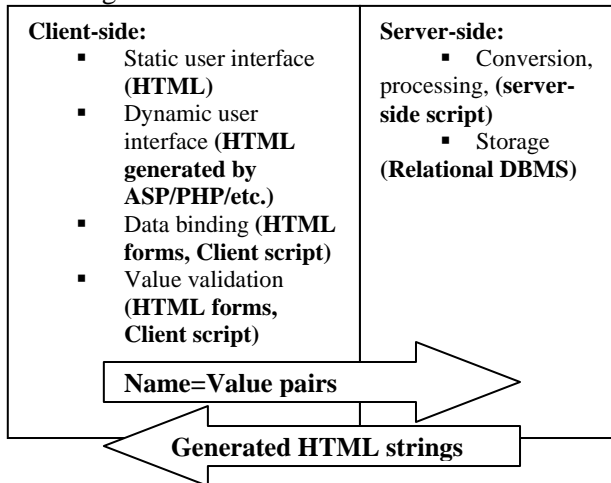 Client-side:
▪ Static user interface
(HTML)
▪ Dynamic user
interface (HTML
generated by
ASP/PHP/etc.)
▪ Data binding (HTML
forms, Client script)
▪ Value validation
(HTML forms,
Client script)
Server-side:
▪ Conversion,
processing, (server-
side script)
▪ Storage
(Relational DBMS)
Name=Value pairs
Generated HTML strings